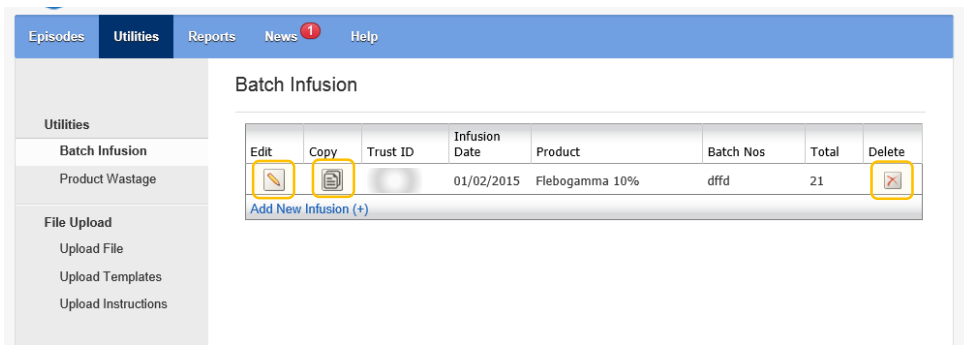 Episodes Utilities Reports News 1 Help
Batch Infusion
Utilities
Batch Infusion
Product Wastage
File Upload
Upload File
Upload Templates
Upload Instructions
Edit Copy Trust ID Infusion Date Product Batch Nos Total Delete
01/02/2015 Flebogamma 10% dffd 21
Add New Infusion (+)